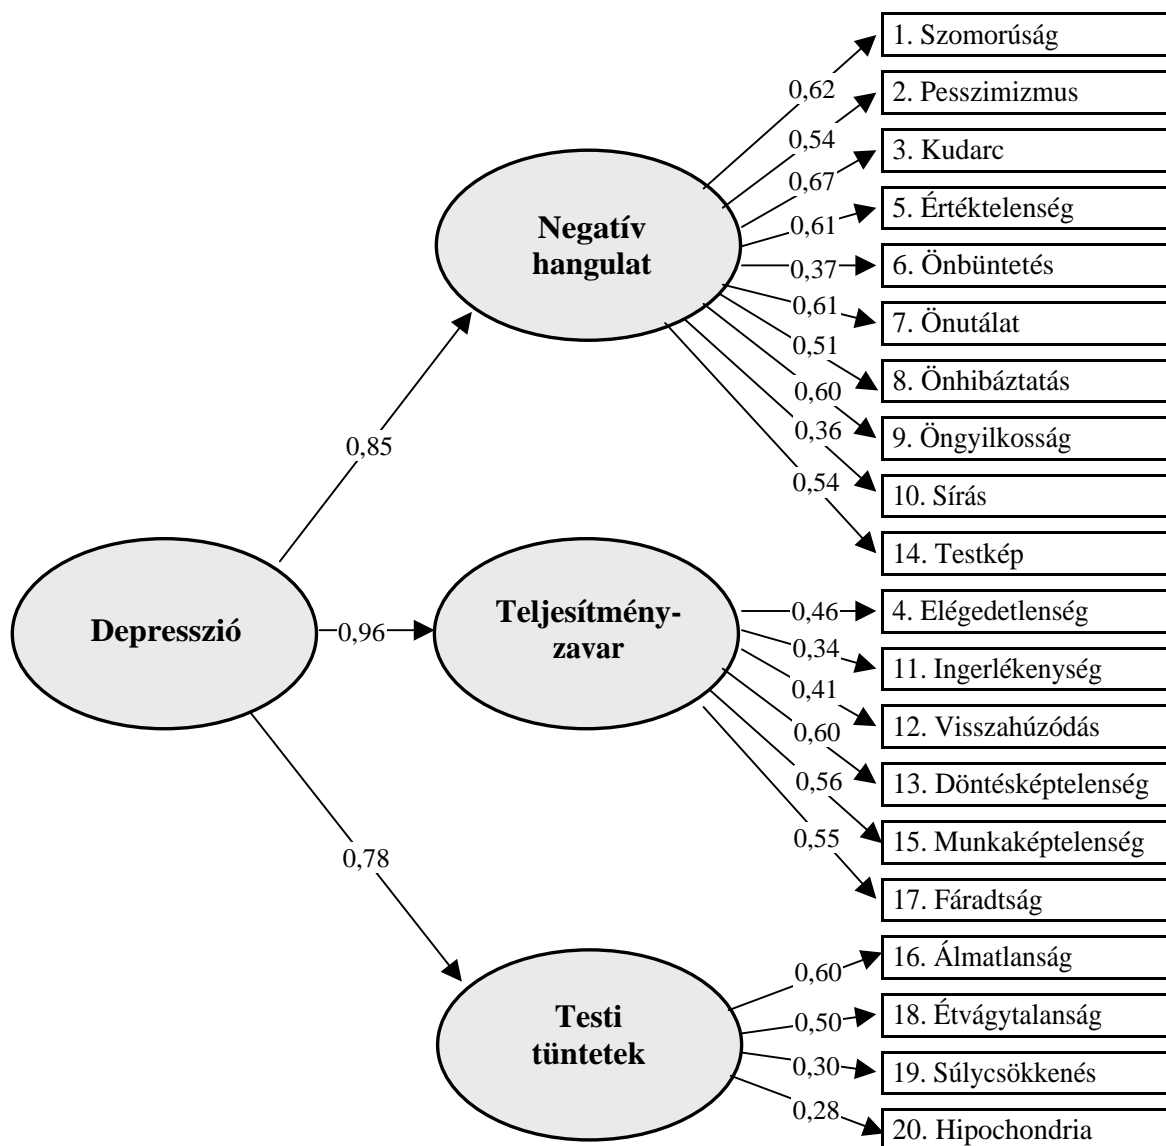 1. Szomorúság
0,62
2. Pesszimizmus
0,54
3. Kudarc
0,67
5. Értéktelenség
0,61
Negatív
hangulat
6. Önbüntetés
0,37
7. Önutálat
0,61
8. Önhibáztatás
0,51
9. Öngyilkosság
0,60
10. Sírás
0,36
14. Testkép
0,54
0,85
Depresszió
0,96
Teljesítmény-
zavar
4. Elégedetlenség
0,46
11. Ingerlékenység
0,34
12. Visszahúzódás
0,41
13. Döntésképtelenség
0,60
15. Munkaképtelenség
0,56
17. Fáradtság
0,55
0,78
Testi
tüntetek
16. Álmatlanság
0,60
18. Étvágytalanság
0,50
19. Súlycsökkenés
0,30
20. Hipochondria
0,28